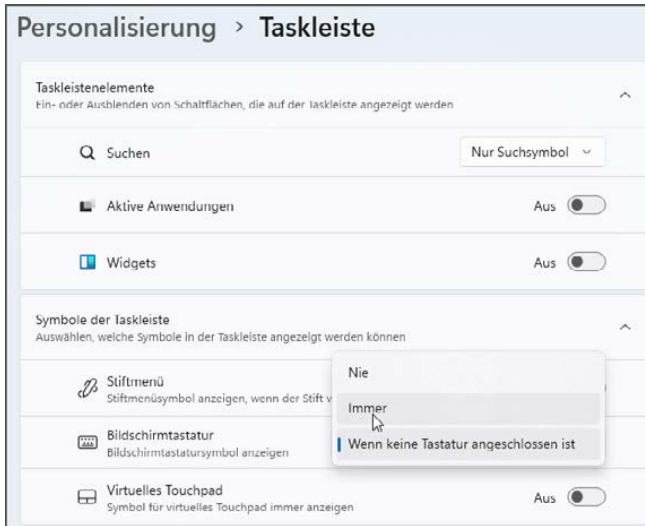 Personalisierung > Taskleiste
Taskleistenelemente
Ein- oder Ausblenden von Schaltflächen, die auf der Taskleiste angezeigt werden
Suchen
Nur Suchsymbol
Aktive Anwendungen
Aus
Widgets
Aus
Symbole der Taskleiste
Auswählen, welche Symbole in der Taskleiste angezeigt werden können
Stiftmenü
Stiftmenüsymbol anzeigen, wenn der Stift
Bildschirmtastatur
Bildschirmtastatursymbol anzeigen
Nie
Immer
Wenn keine Tastatur angeschlossen ist
Virtuelles Touchpad
Symbol für virtuelles Touchpad immer anzeigen
Aus